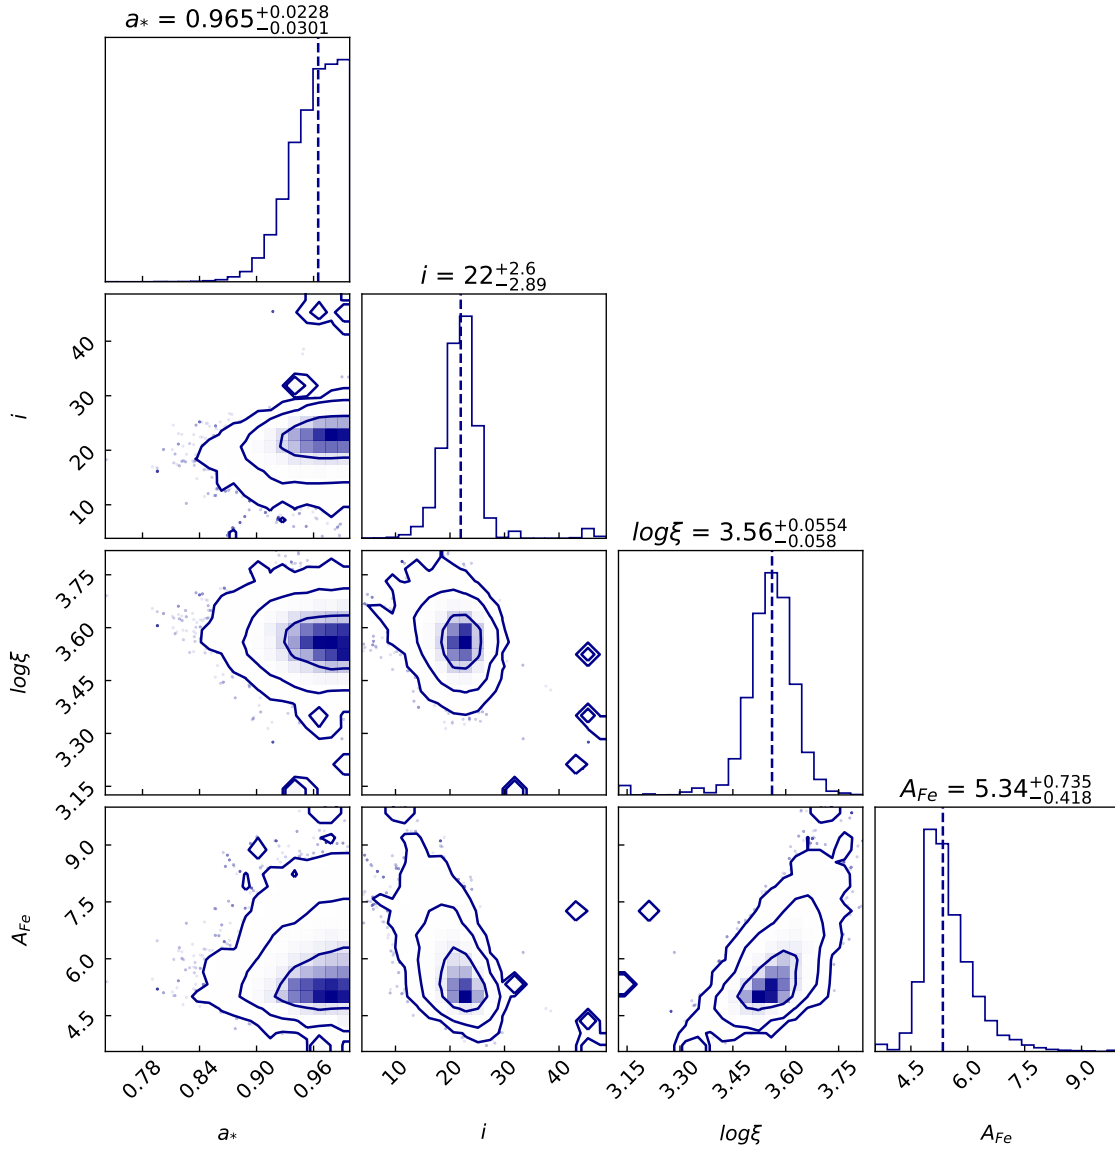 a* = 0.965 +0.0228 −0.0301
i = 22 +2.6 −2.89
40
30
20
10
i
logξ = 3.56 +0.0554 −0.058
3.75
3.60
3.45
3.30
3.15
logξ
A_Fe = 5.34 +0.735 −0.418
9.0
7.5
6.0
4.5
A_Fe
0.78 0.84 0.90 0.96
10 20 30 40
3.15 3.30 3.45 3.60 3.75
4.5 6.0 7.5 9.0
a* i logξ A_Fe